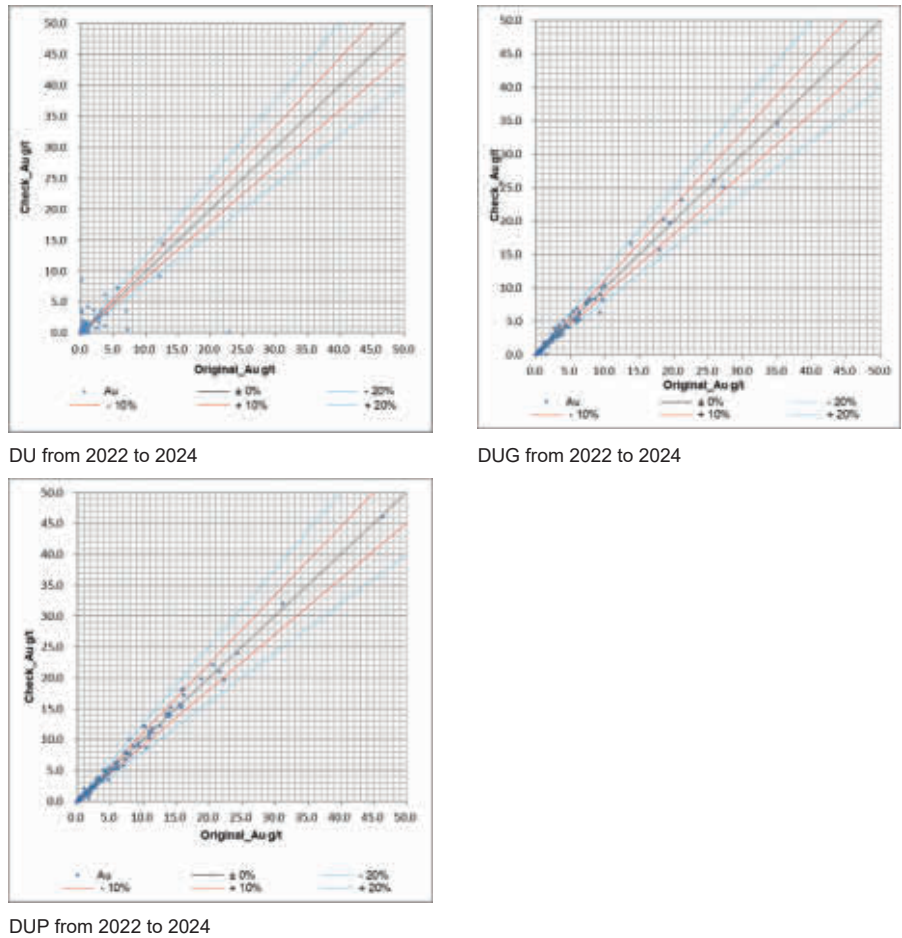 50.0
45.0
40.0
35.0
30.0
25.0
20.0
15.0
10.0
5.0
0.0
Check_Au g/t
0.0 5.0 10.0 15.0 20.0 25.0 30.0 35.0 40.0 45.0 50.0
Original_Au g/t
Au ± 0% - 20%
- 10% + 10% + 20%
DU from 2022 to 2024
50.0
45.0
40.0
35.0
30.0
25.0
20.0
15.0
10.0
5.0
0.0
Check_Au g/t
0.0 5.0 10.0 15.0 20.0 25.0 30.0 35.0 40.0 45.0 50.0
Original_Au g/t
Au ± 0% - 20%
- 10% + 10% + 20%
DUG from 2022 to 2024
50.0
45.0
40.0
35.0
30.0
25.0
20.0
15.0
10.0
5.0
0.0
Check_Au g/t
0.0 5.0 10.0 15.0 20.0 25.0 30.0 35.0 40.0 45.0 50.0
Original_Au g/t
Au ± 0% - 20%
- 10% + 10% + 20%
DUP from 2022 to 2024